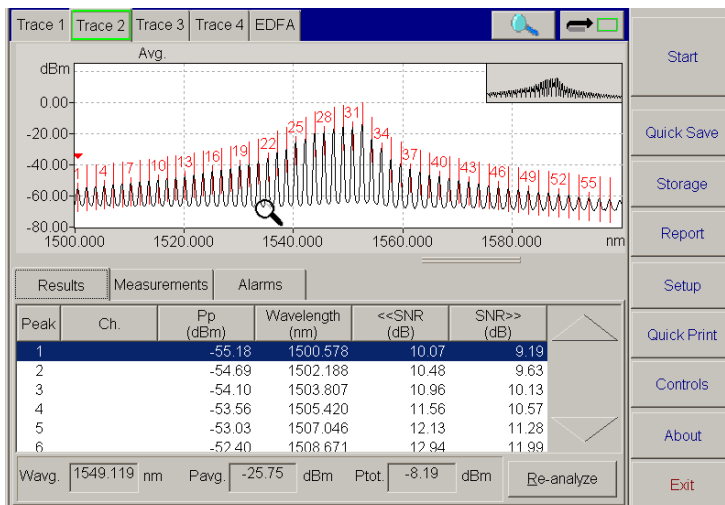 Trace 1 Trace 2 Trace 3 Trace 4 EDFA
Avg.
dBm
0.00
-20.00
-40.00
-60.00
-80.00
1 4 7 10 13 16 19 22 25 28 31 34 37 40 43 46 49 52 55
1500.000 1520.000 1540.000 1560.000 1580.000 nm
Results Measurements Alarms
Peak Ch. Pp (dBm) Wavelength (nm) <<SNR (dB) SNR>> (dB)
1 -55.18 1500.578 10.07 9.19
2 -54.69 1502.188 10.48 9.63
3 -54.10 1503.807 10.96 10.13
4 -53.56 1505.420 11.56 10.57
5 -53.03 1507.046 12.13 11.28
6 -52.40 1508.671 12.94 11.99
Wavg. 1549.119 nm Pavg. -25.75 dBm Ptot. -8.19 dBm Re-analyze
Start
Quick Save
Storage
Report
Setup
Quick Print
Controls
About
Exit